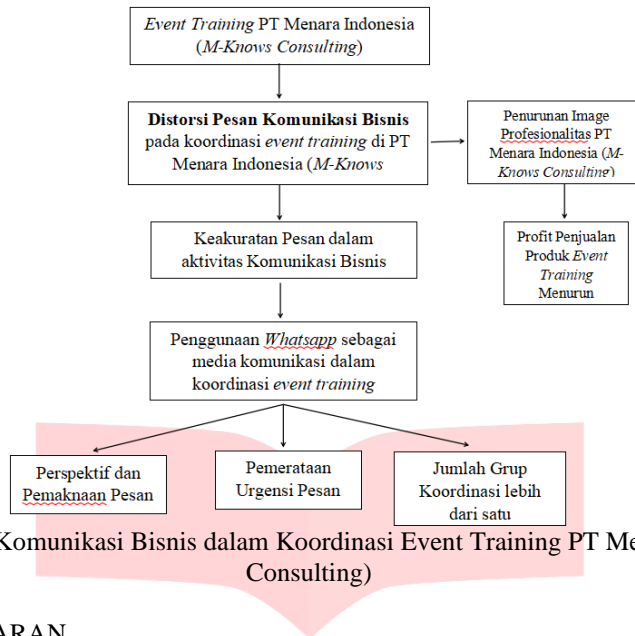 Event Training PT Menara Indonesia
(M-Knows Consulting)
Distorsi Pesan Komunikasi Bisnis
pada koordinasi event training di PT
Menara Indonesia (M-Knows
Penurunan Image
Profesionalitas PT
Menara Indonesia (M-
Knows Consulting)
Keakuratan Pesan dalam
aktivitas Komunikasi Bisnis
Profit Penjualan
Produk Event
Training
Menurun
Penggunaan Whatsapp sebagai
media komunikasi dalam
koordinasi event training
Perspektif dan
Pemaknaan Pesan
Pemerataan
Urgensi Pesan
Jumlah Grup
Koordinasi lebih
dari satu
Komunikasi Bisnis dalam Koordinasi Event Training PT Me
Consulting)
ARAN